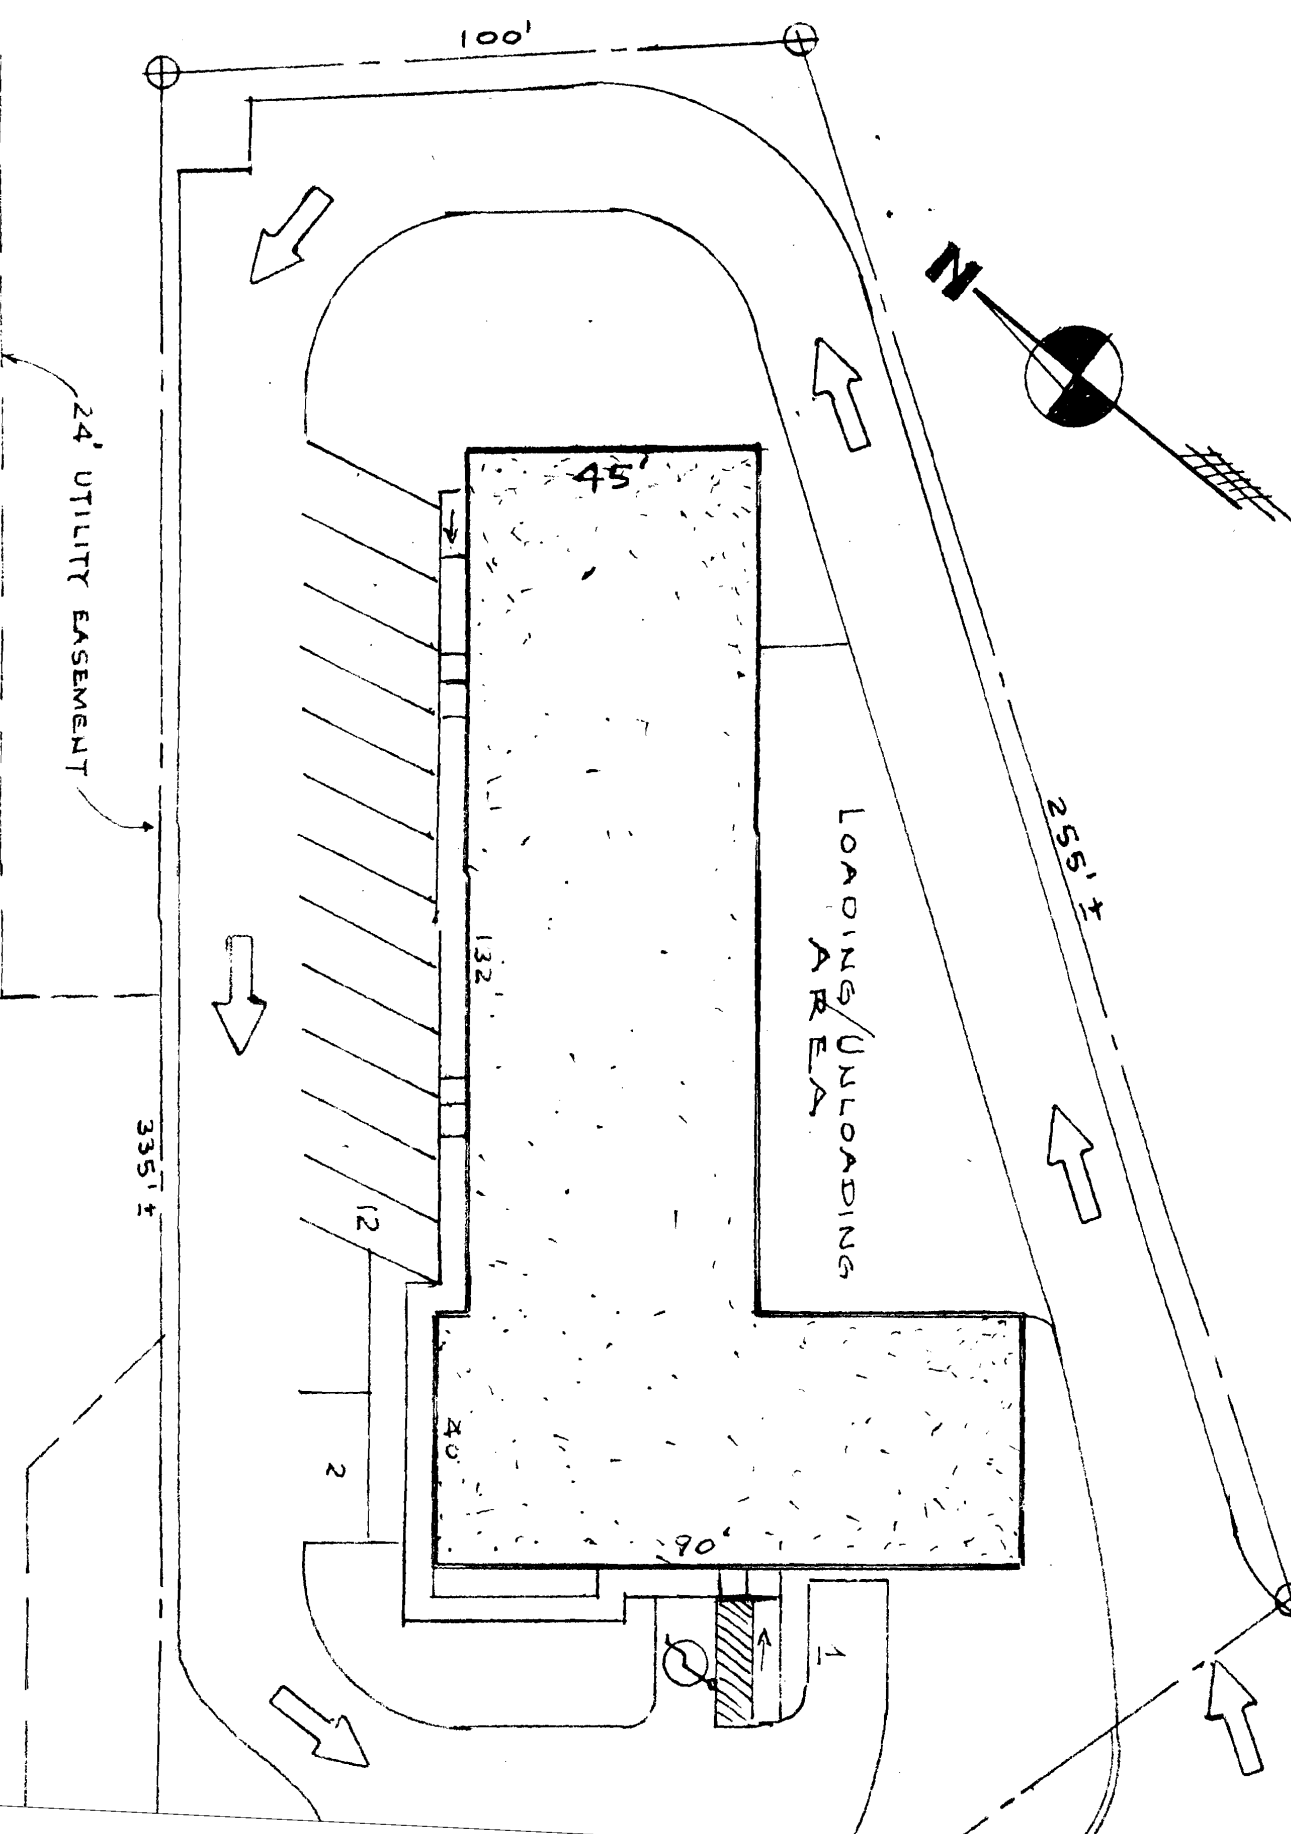 100'
N
24' UTILITY EASEMENT
45'
255' ±
LOADING/UNLOADING
AREA
132'
335' ±
12
2
40'
90'
1